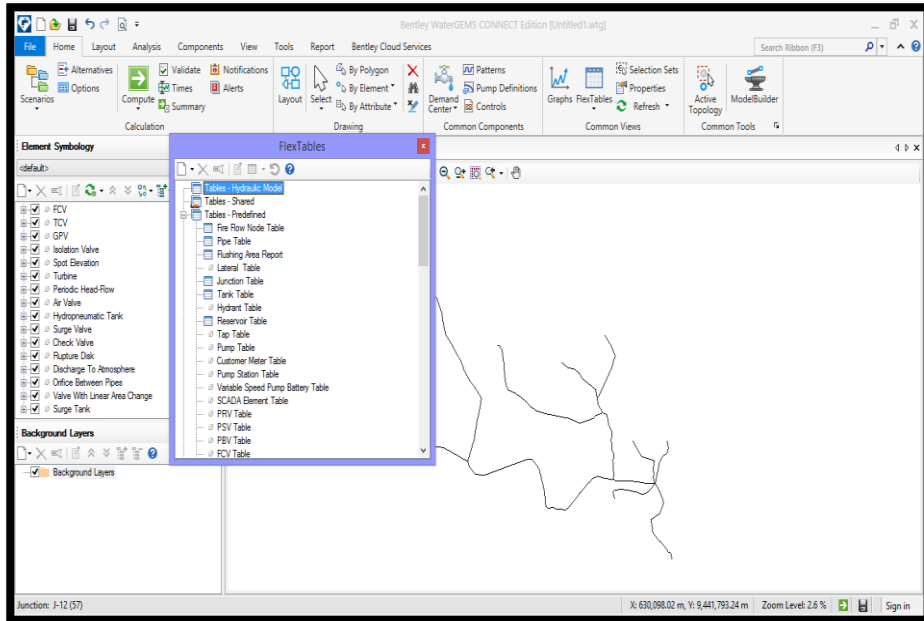 Bentley WaterGEMS CONNECT Edition [Untitled1.wtg]
File Home Layout Analysis Components View Tools Report Bentley Cloud Services Search Ribbon (F3)
Scenarios
Alternatives
Options
Compute
Validate
Times
Summary
Notifications
Alerts
Calculation
Layout
Select
By Polygon
By Element
By Attribute
Drawing
Demand Center
Patterns
Pump Definitions
Controls
Common Components
Graphs
FlexTables
Selection Sets
Properties
Refresh
Common Views
Active Topology
ModelBuilder
Common Tools
Element Symbology
<default>
FCV
TCV
GPV
Isolation Valve
Spot Elevation
Turbine
Periodic Head-Flow
Air Valve
Hydropneumatic Tank
Surge Valve
Check Valve
Rupture Disk
Discharge To Atmosphere
Orifice Between Pipes
Valve With Linear Area Change
Surge Tank
Background Layers
Background Layers
FlexTables
Tables - Hydraulic Model
Tables - Shared
Tables - Predefined
Fire Flow Node Table
Pipe Table
Flushing Area Report
Lateral Table
Junction Table
Tank Table
Hydrant Table
Reservoir Table
Tap Table
Pump Table
Customer Meter Table
Pump Station Table
Variable Speed Pump Battery Table
SCADA Element Table
PRV Table
PSV Table
PBV Table
FCV Table
Junction: J-12 (57)
X: 630,098.02 m, Y: 9,441,793.24 m Zoom Level: 2.6 % Sign in